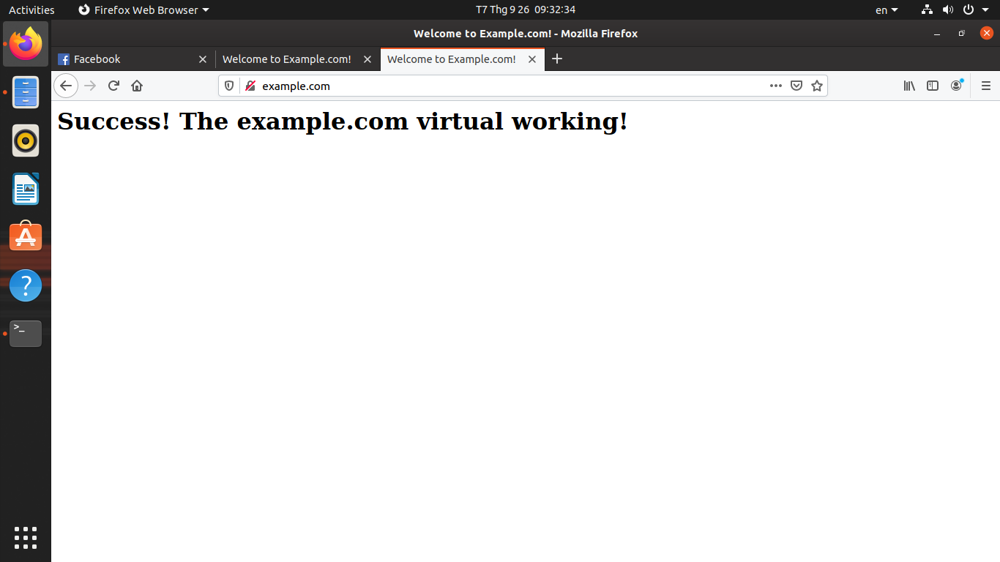 Activities Firefox Web Browser T7 Thg 9 26 09:32:34 en
Welcome to Example.com! - Mozilla Firefox
Facebook Welcome to Example.com! Welcome to Example.com!
example.com
Success! The example.com virtual working!